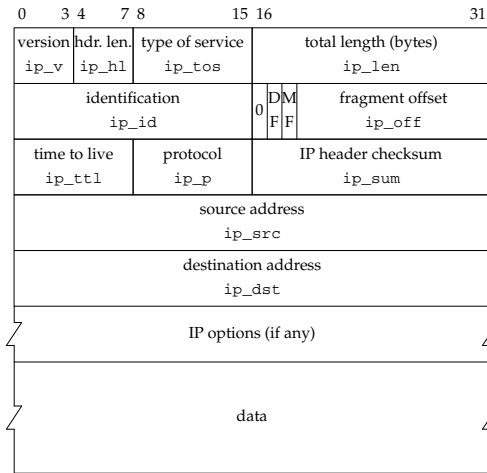 0 3 4 7 8 15 16 31
version hdr. len. type of service total length (bytes)
ip_v ip_hl ip_tos ip_len
identification 0 D M fragment offset
ip_id F F ip_off
time to live protocol IP header checksum
ip_ttl ip_p ip_sum
source address
ip_src
destination address
ip_dst
IP options (if any)
data